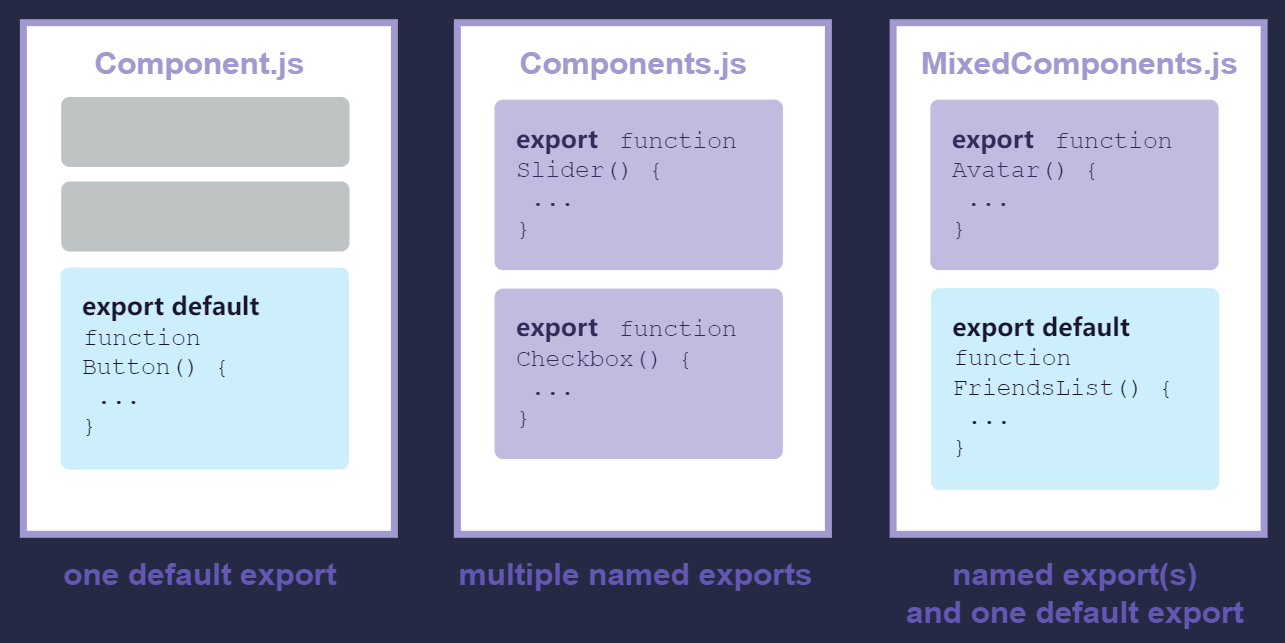 Component.js
export default
function
Button() {
...
}
one default export
Components.js
export function
Slider() {
...
}
export function
Checkbox() {
...
}
multiple named exports
MixedComponents.js
export function
Avatar() {
...
}
export default
function
FriendsList() {
...
}
named export(s)
and one default export